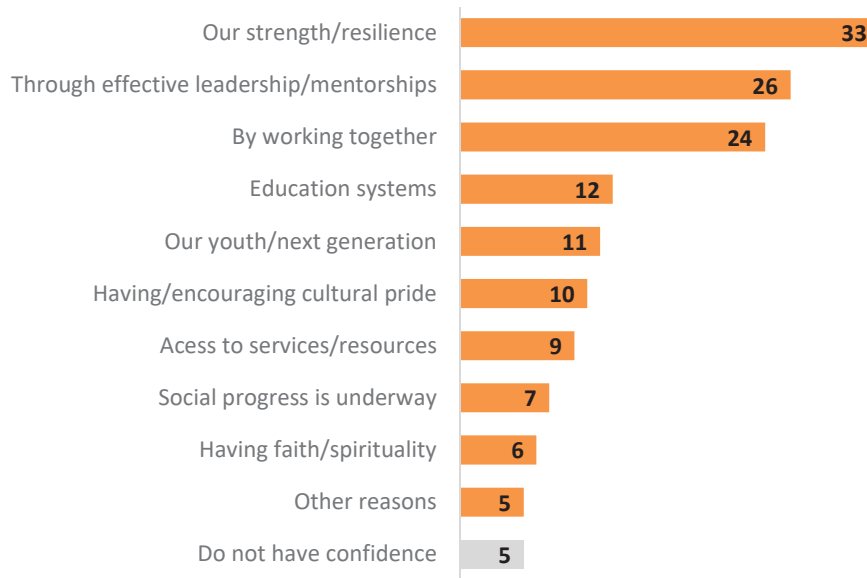 Our strength/resilience 33
Through effective leadership/mentorships 26
By working together 24
Education systems 12
Our youth/next generation 11
Having/encouraging cultural pride 10
Acess to services/resources 9
Social progress is underway 7
Having faith/spirituality 6
Other reasons 5
Do not have confidence 5